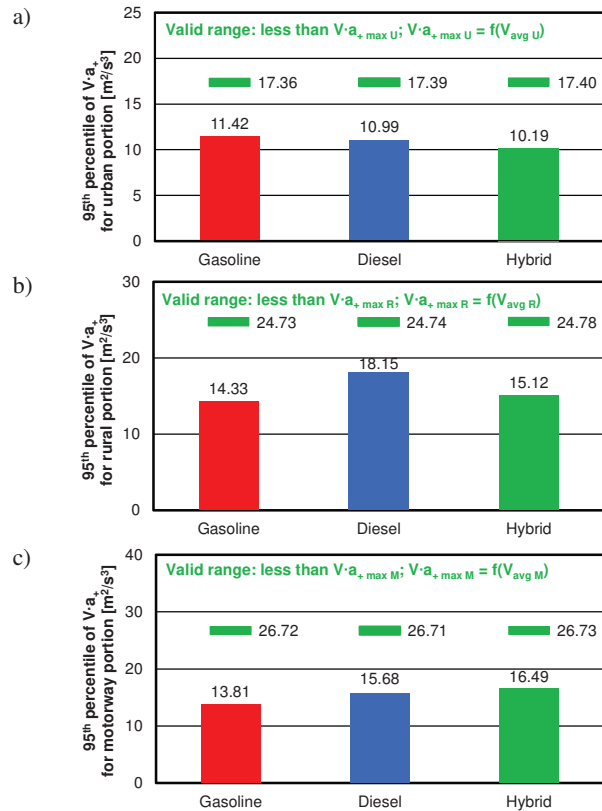 a)
95th percentile of V·a+
for urban portion [m²/s³]
25
20
15
10
5
0
Valid range: less than V·a+ max U; V·a+ max U = f(Vavg U)
17.36
17.39
17.40
11.42
10.99
10.19
Gasoline
Diesel
Hybrid
b)
95th percentile of V·a+
for rural portion [m²/s³]
30
20
10
0
Valid range: less than V·a+ max R; V·a+ max R = f(Vavg R)
24.73
24.74
24.78
14.33
18.15
15.12
Gasoline
Diesel
Hybrid
c)
95th percentile of V·a+
for motorway portion [m²/s³]
40
30
20
10
0
Valid range: less than V·a+ max M; V·a+ max M = f(Vavg M)
26.72
26.71
26.73
13.81
15.68
16.49
Gasoline
Diesel
Hybrid